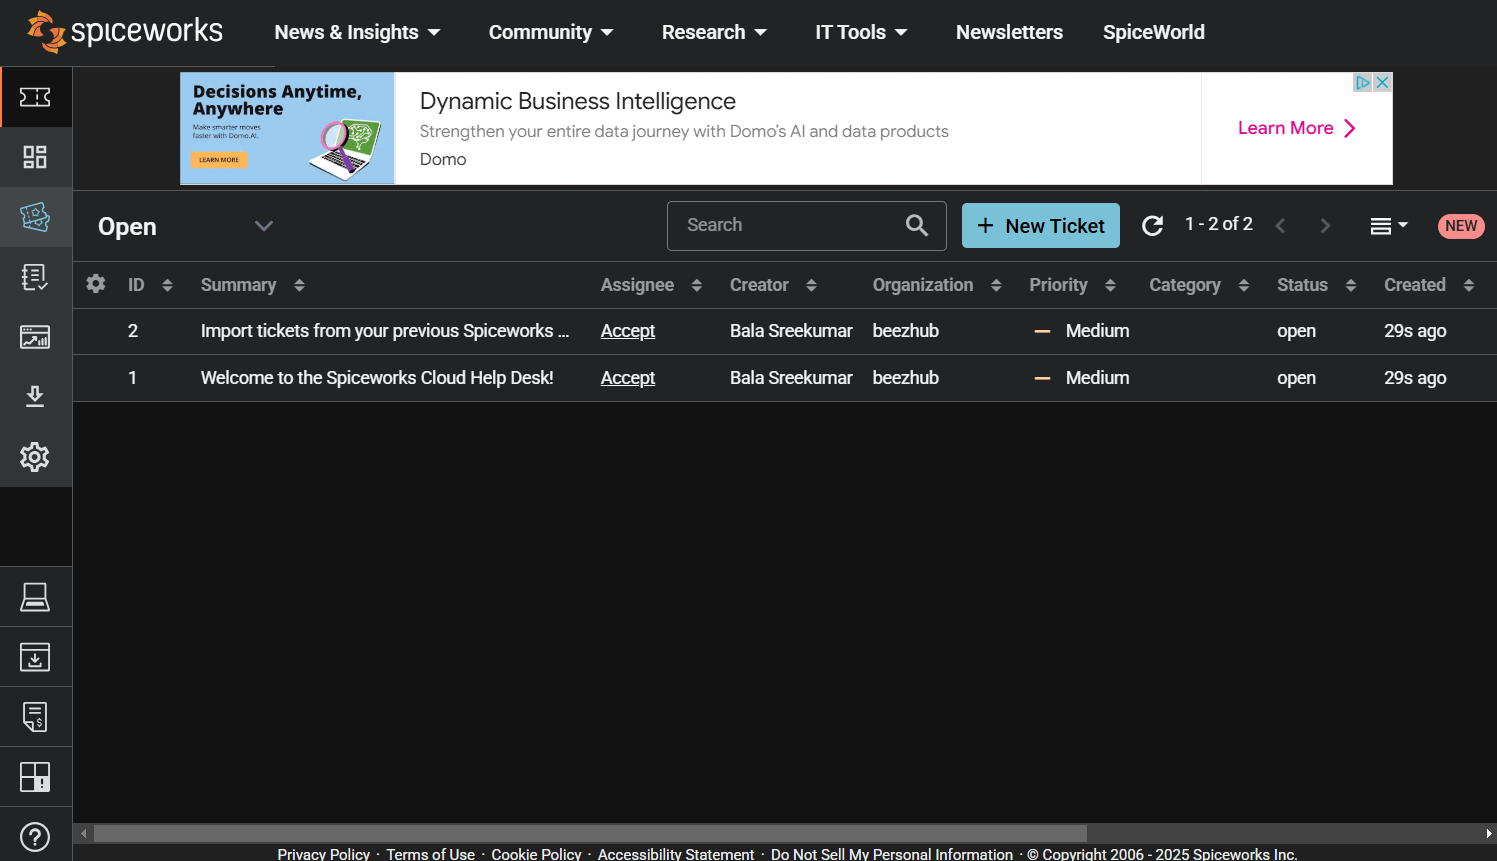 spiceworks
News & Insights Community Research IT Tools Newsletters SpiceWorld
Decisions Anytime,
Anywhere
Make smarter moves
faster with Domo.AI.
LEARN MORE
Dynamic Business Intelligence
Strengthen your entire data journey with Domo's AI and data products
Domo
Learn More
Open
Search
+ New Ticket
1 - 2 of 2
NEW
ID Summary Assignee Creator Organization Priority Category Status Created
2 Import tickets from your previous Spiceworks ... Accept Bala Sreekumar beezhub Medium open 29s ago
1 Welcome to the Spiceworks Cloud Help Desk! Accept Bala Sreekumar beezhub Medium open 29s ago
Privacy Policy · Terms of Use · Cookie Policy · Accessibility Statement · Do Not Sell My Personal Information · © Copyright 2006 - 2025 Spiceworks Inc.